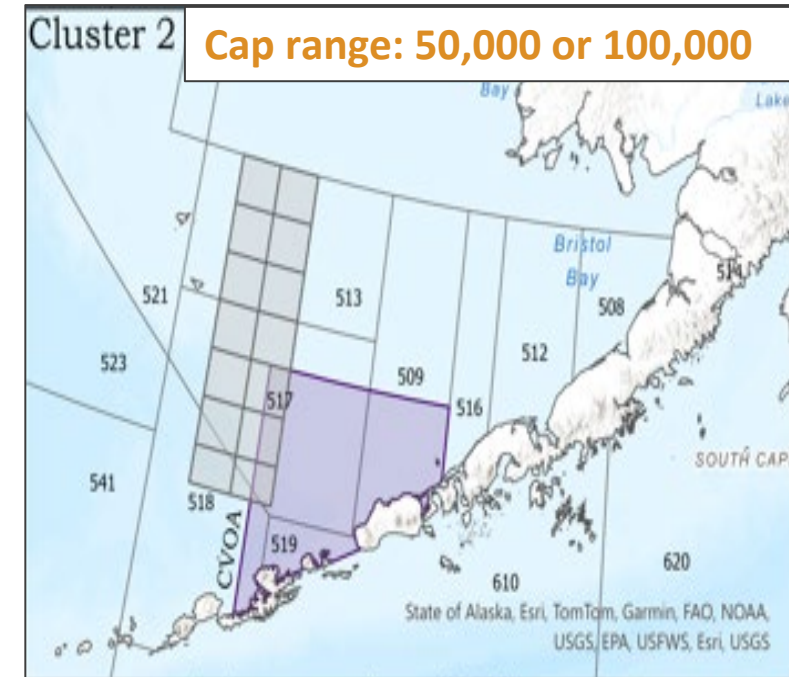 Cluster 2
Cap range: 50,000 or 100,000
Bay
Lake
Bristol
Bay
514
521
513
508
523
512
509
517
516
SOUTH CAP
541
518
CVOA
519
620
610
State of Alaska, Esri, TomTom, Garmin, FAO, NOAA,
USGS, EPA, USFWS, Esri, USGS